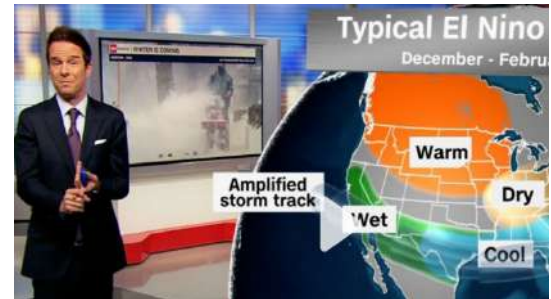 WINTER IS COMING
Typical El Nino
December - Februa
Warm
Amplified
storm track
Dry
Wet
Cool